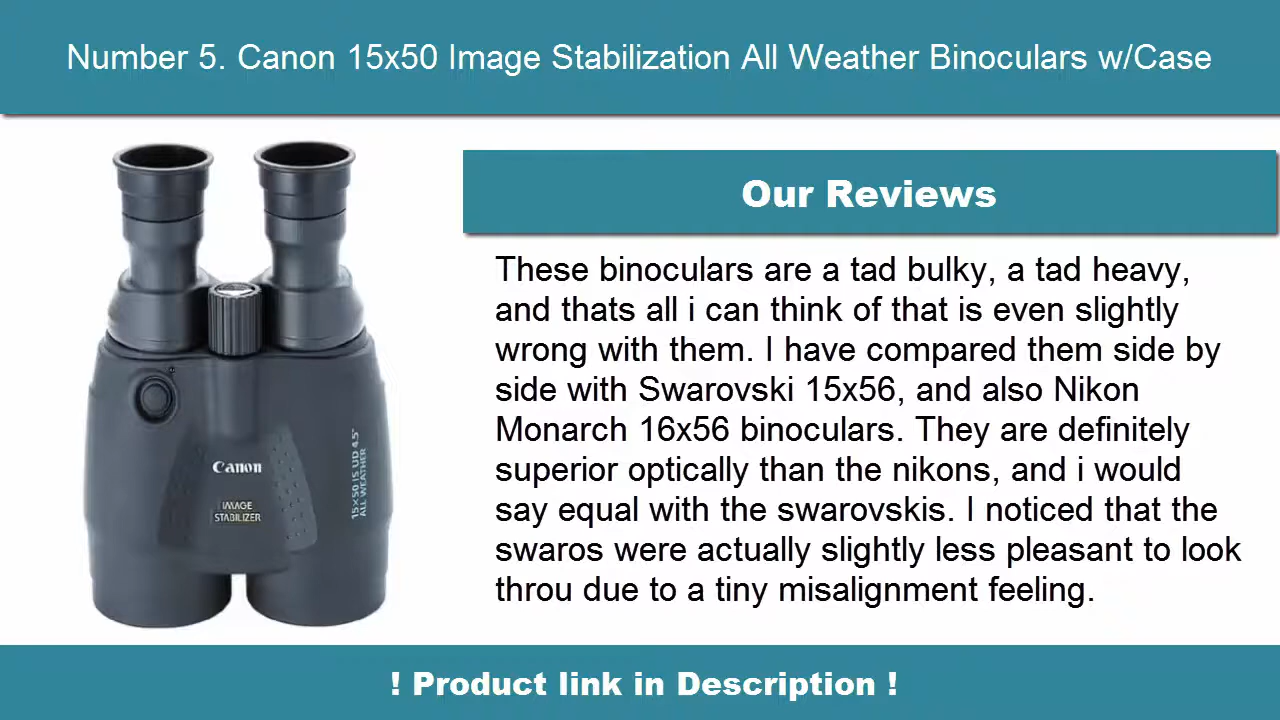 Number 5. Canon 15x50 Image Stabilization All Weather Binoculars w/Case
Our Reviews
These binoculars are a tad bulky, a tad heavy,
and thats all i can think of that is even slightly
wrong with them. I have compared them side by
side with Swarovski 15x56, and also Nikon
Monarch 16x56 binoculars. They are definitely
superior optically than the nikons, and i would
say equal with the swarovskis. I noticed that the
swaros were actually slightly less pleasant to look
throu due to a tiny misalignment feeling.
Canon
IMAGE
STABILIZER
15×50 IS UD 4.5°
ALL WEATHER
! Product link in Description !